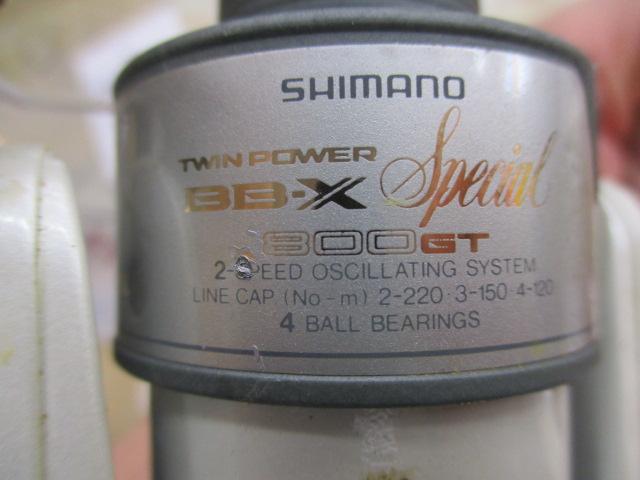 SHIMANO
TWIN POWER
BB-X Special
800GT
2-SPEED OSCILLATING SYSTEM
LINE CAP (No-m) 2-220·3-150·4-120
4 BALL BEARINGS